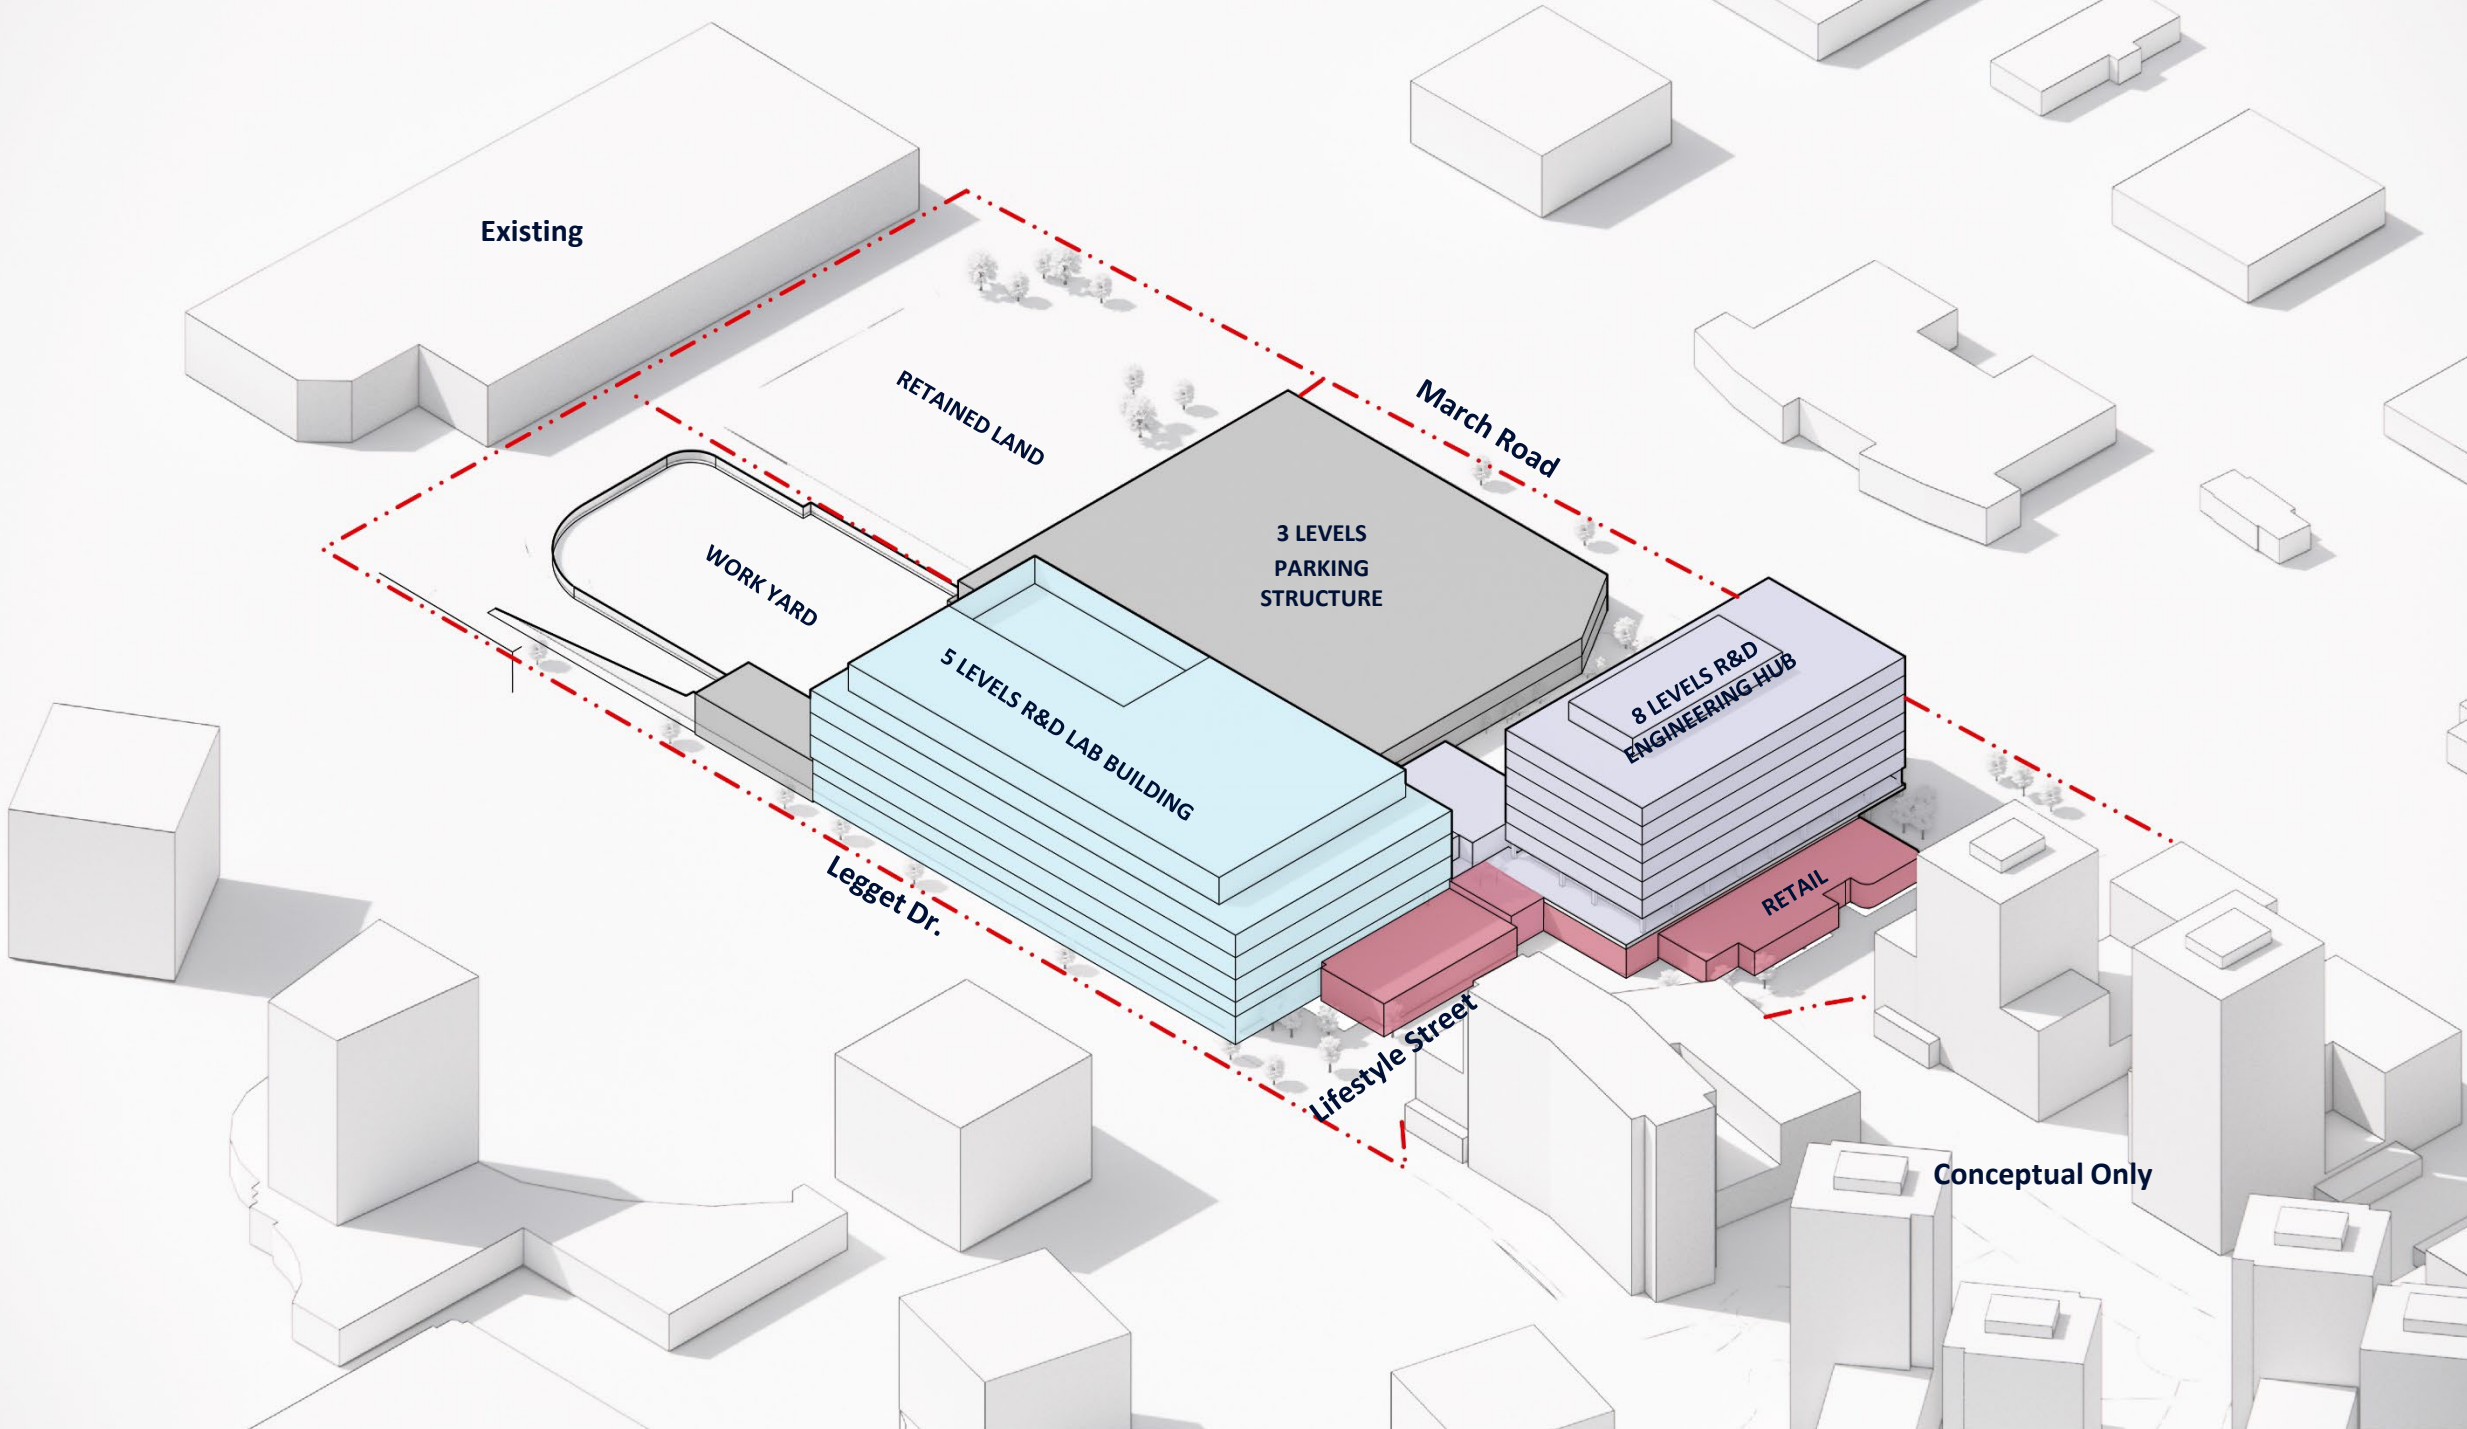 Existing
RETAINED LAND
March Road
WORK YARD
3 LEVELS
PARKING
STRUCTURE
5 LEVELS R&D LAB BUILDING
8 LEVELS R&D
ENGINEERING HUB
RETAIL
Legget Dr.
Lifestyle Street
Conceptual Only